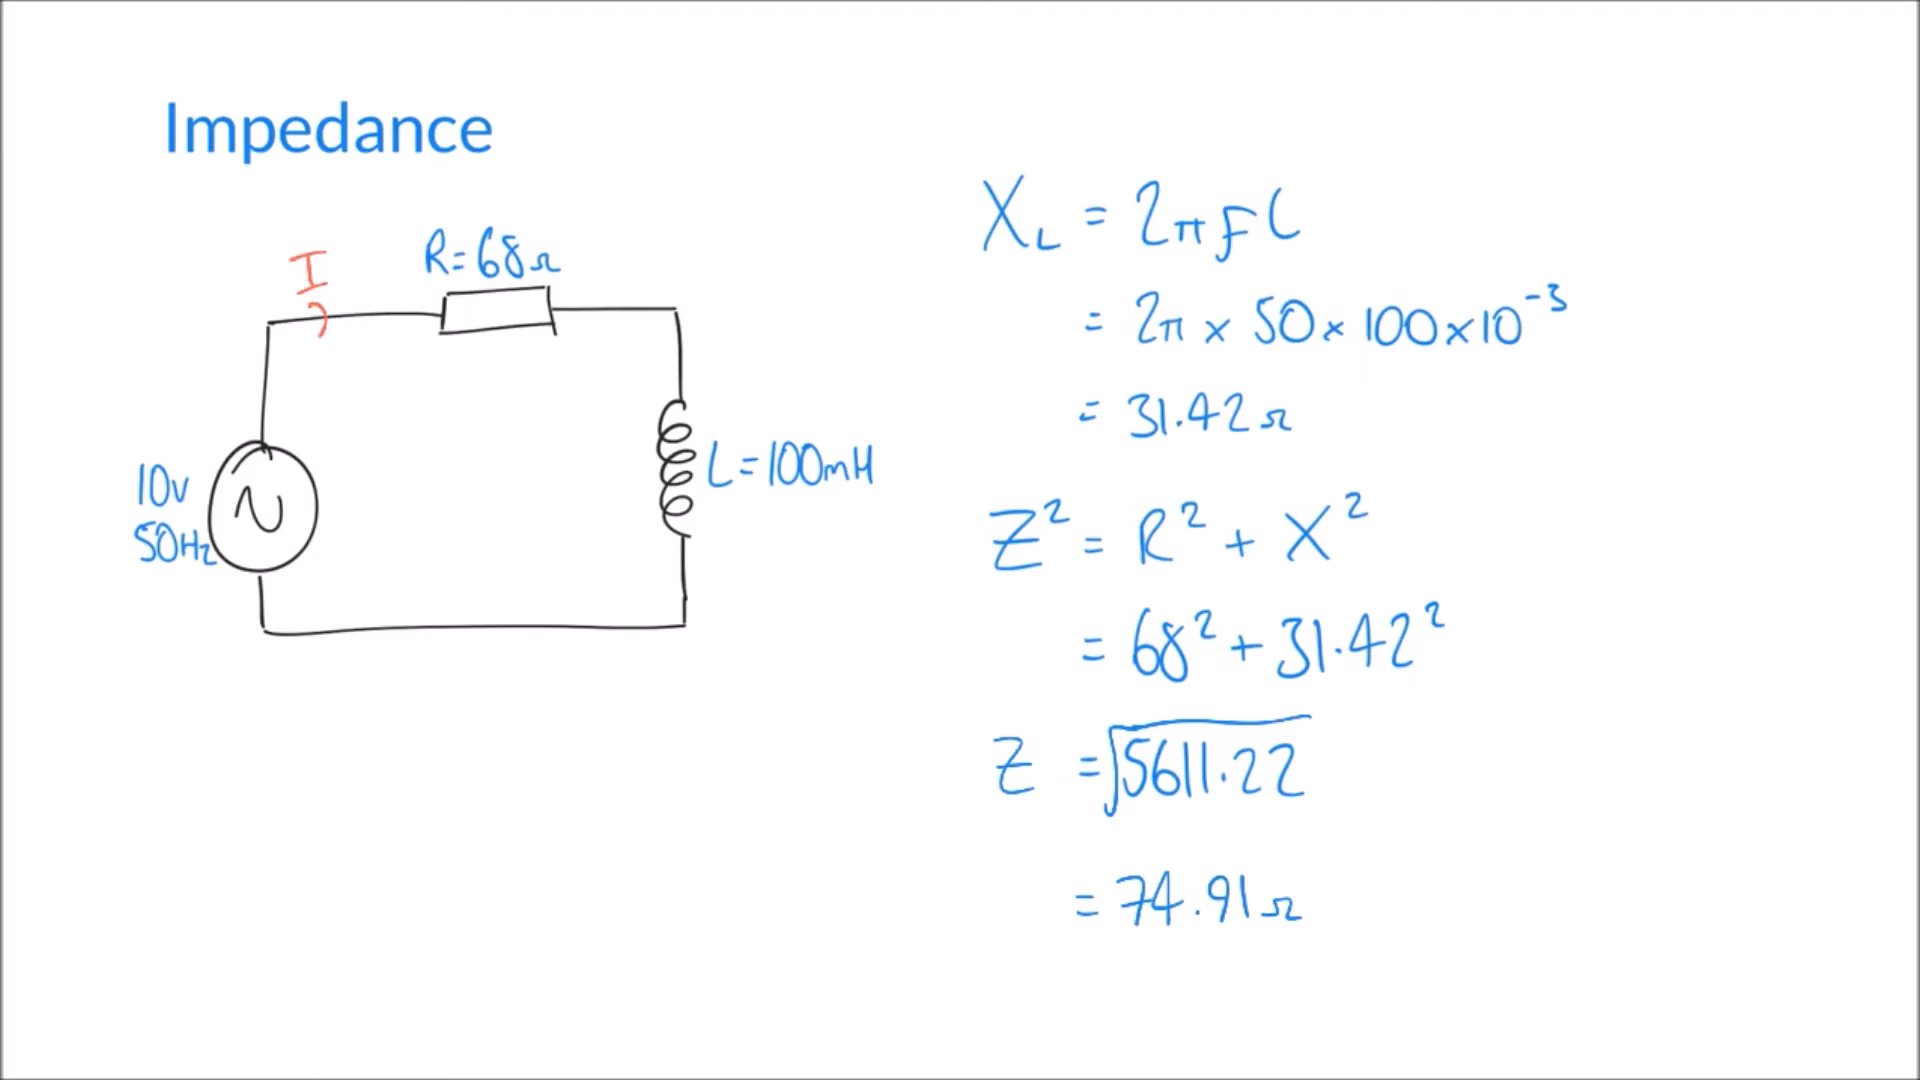 Impedance
I
R=68Ω
10v
50Hz
L=100mH
X_L = 2πfL
= 2π × 50 × 100 × 10⁻³
= 31.42Ω
Z² = R² + X²
= 68² + 31.42²
Z = √5611.22
= 74.91Ω